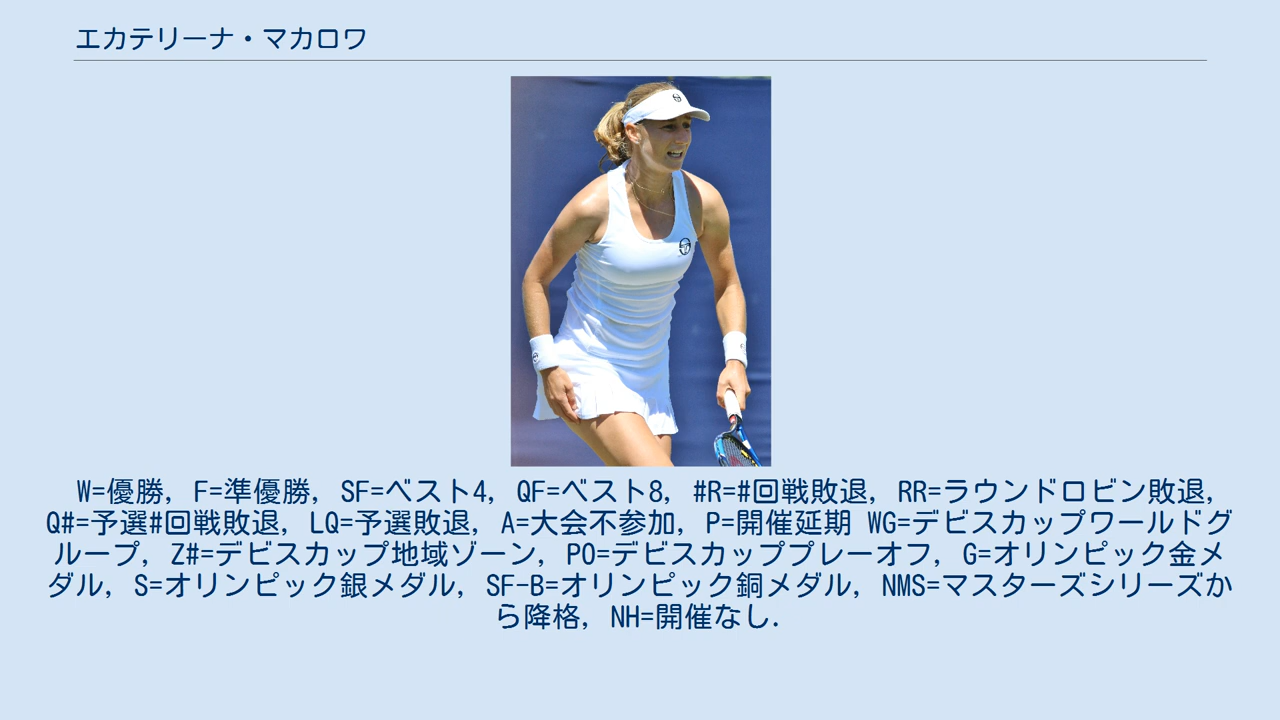 エカテリーナ・マカロワ
W=優勝, F=準優勝, SF=ベスト4, QF=ベスト8, #R=#回戦敗退, RR=ラウンドロビン敗退,
Q#=予選#回戦敗退, LQ=予選敗退, A=大会不参加, P=開催延期 WG=デビスカップワールドグ
ループ, Z#=デビスカップ地域ゾーン, PO=デビスカッププレーオフ, G=オリンピック金メ
ダル, S=オリンピック銀メダル, SF-B=オリンピック銅メダル, NMS=マスターズシリーズか
ら降格, NH=開催なし.